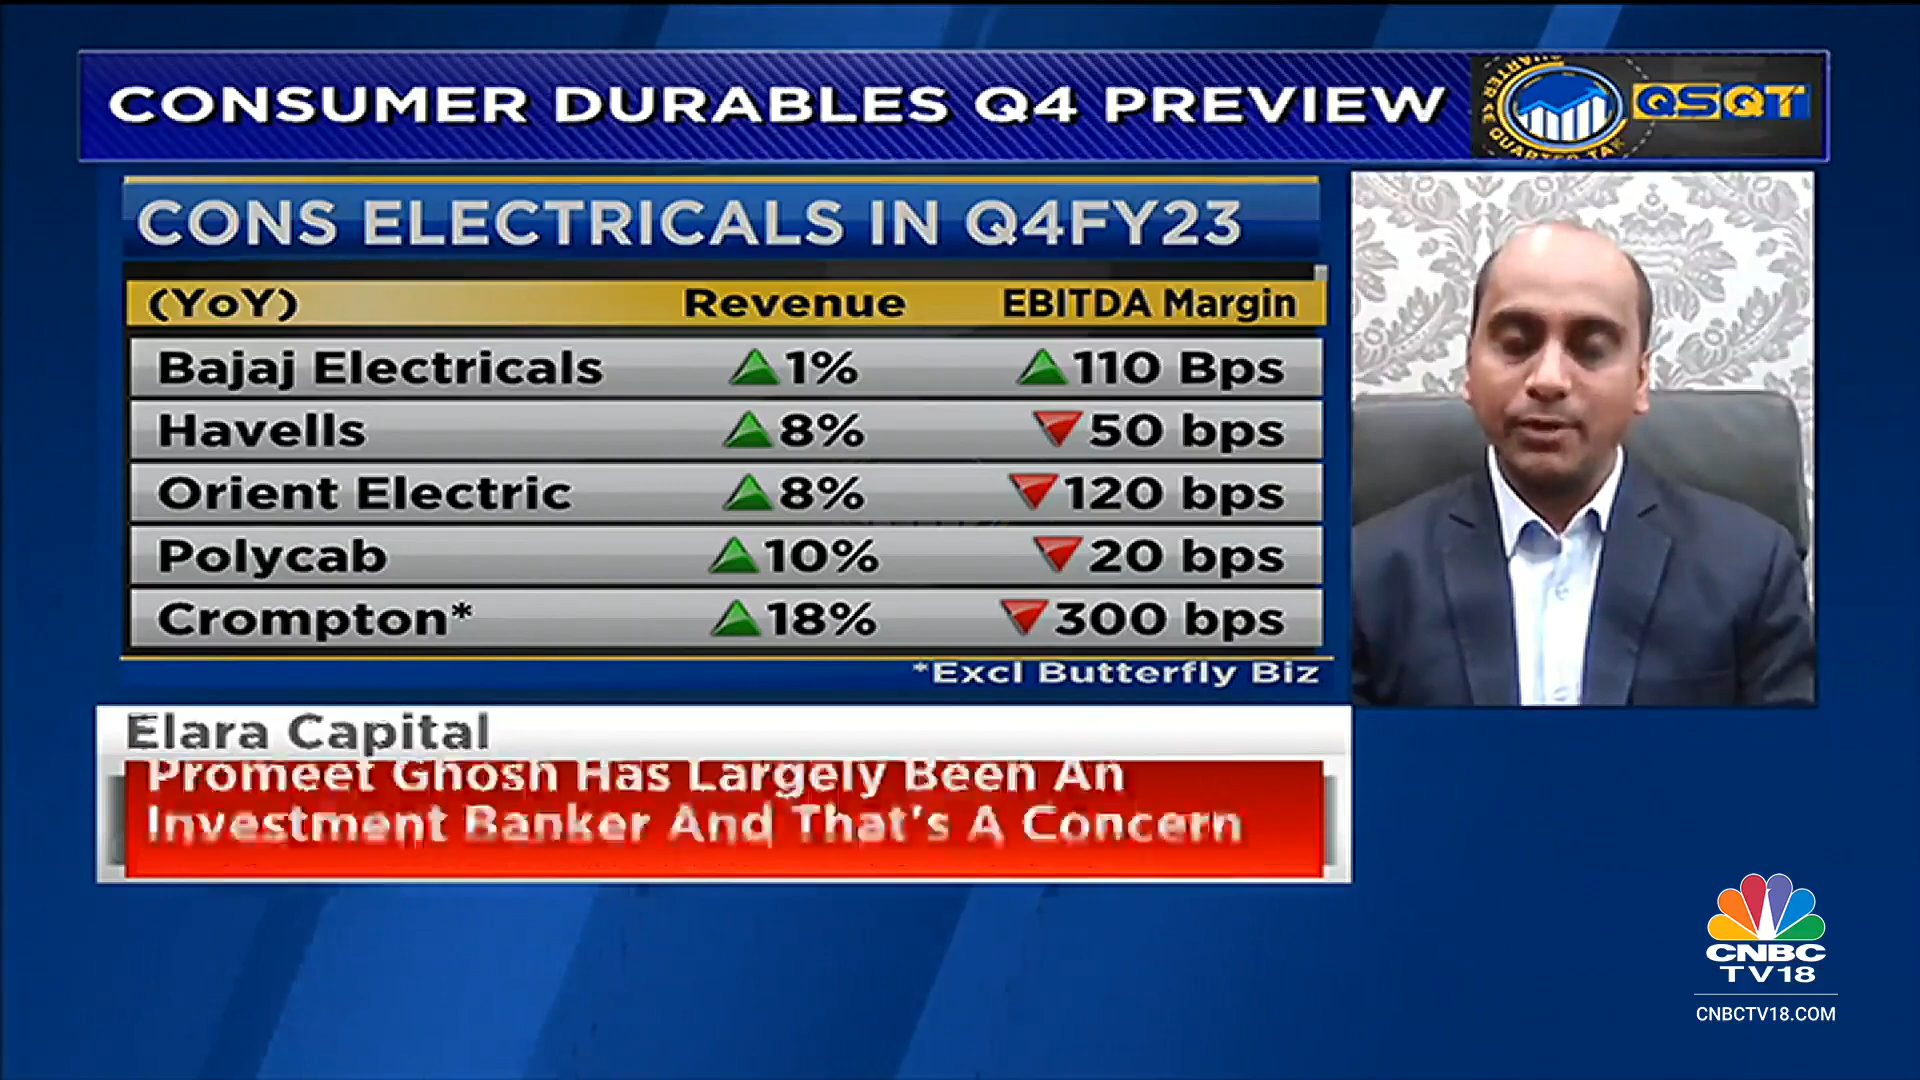 CONSUMER DURABLES Q4 PREVIEW
QSQT
CONS ELECTRICALS IN Q4FY23
(YoY) Revenue EBITDA Margin
Bajaj Electricals 1% 110 Bps
Havells 8% 50 bps
Orient Electric 8% 120 bps
Polycab 10% 20 bps
Crompton* 18% 300 bps
*Excl Butterfly Biz
Elara Capital
Promeet Ghosh Has Largely Been An
Investment Banker And That's A Concern
CNBC
TV18
CNBCTV18.COM